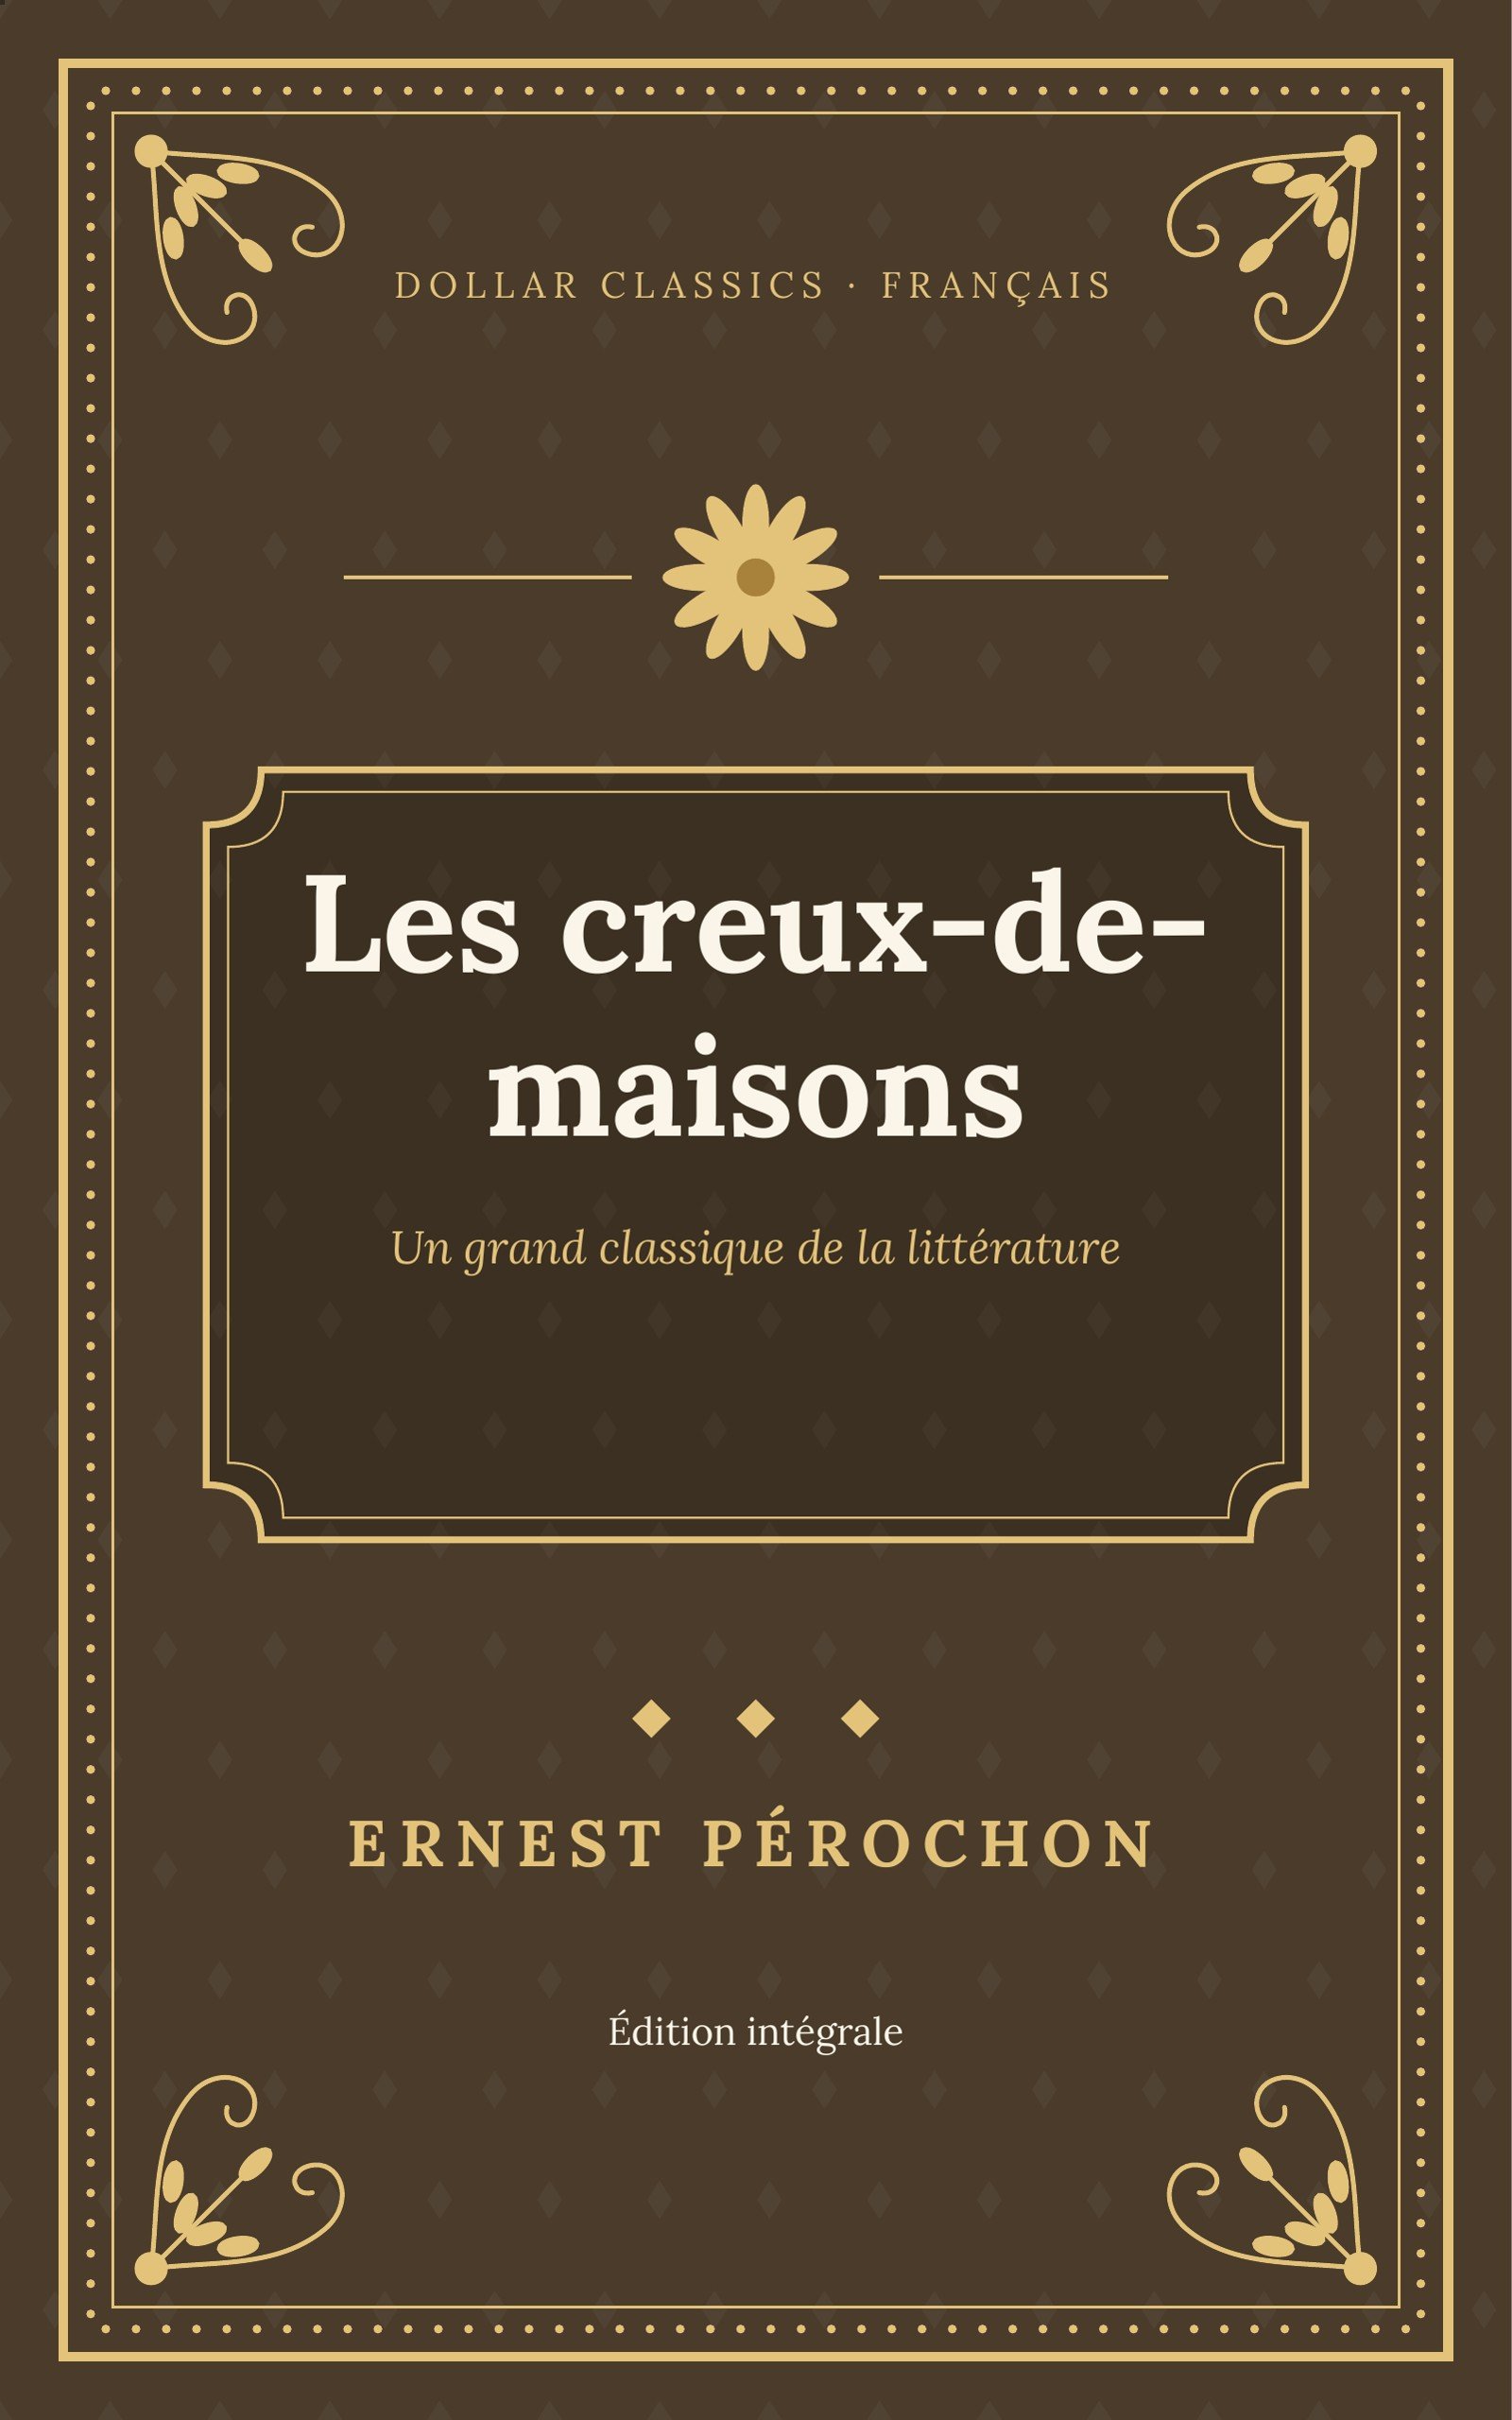 DOLLAR CLASSICS · FRANÇAIS
Les creux-de-
maisons
Un grand classique de la littérature
ERNEST PÉROCHON
Édition intégrale